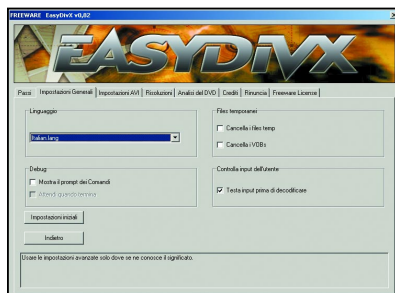 FREEWARE EasyDivX v0,82
EASYDIVX
Passi
Impostazioni Generali
Impostazioni AVI
Risoluzioni
Analisi del DVD
Crediti
Rinuncia
Freeware License
Linguaggio
Italian.lang
Files temporanei
Cancella i files temp
Cancella i VOBs
Debug
Mostra il prompt dei Comandi
Attendi quando termina
Controlla input dell'utente
Testa input prima di decodificare
Impostazioni iniziali
Indietro
Usare le impostazioni avanzate solo dove se ne conosce il significato.